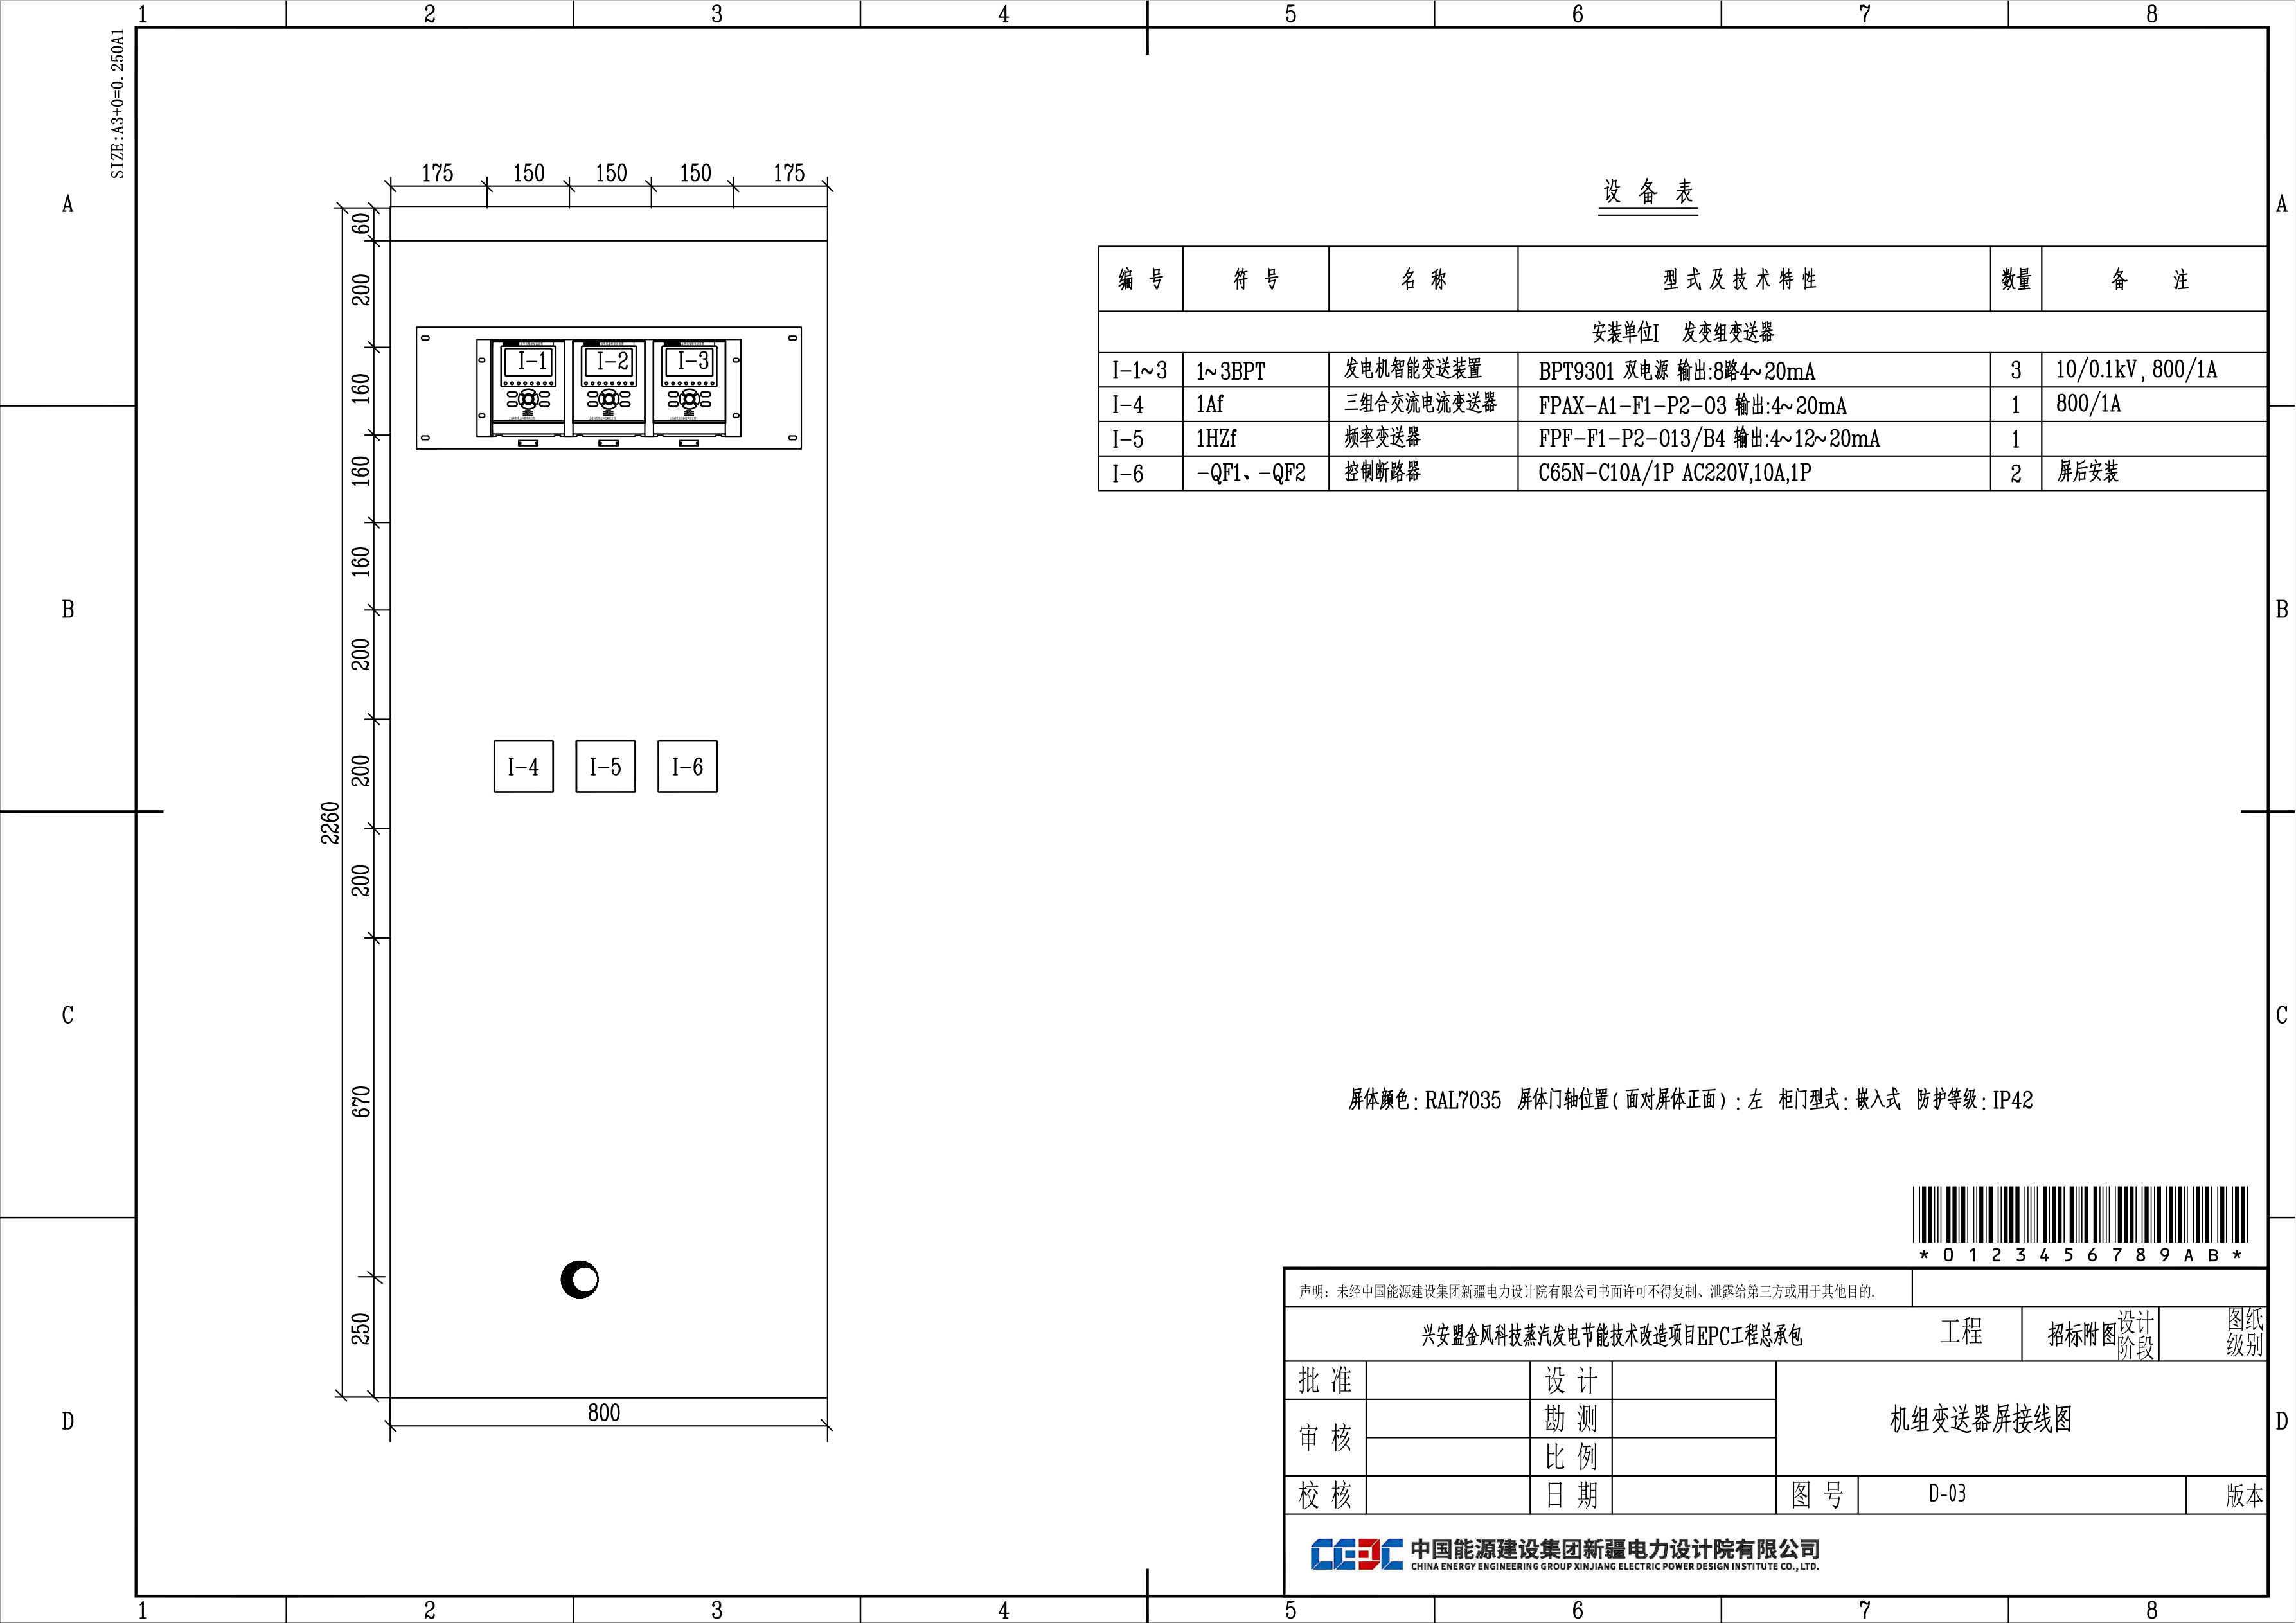 1 2 3 4 5 6 7 8
SIZE:A3+0=0.250A1
A A
B B
C C
D D
175 150 150 150 175
60
200
160
160
160
200
200
200
670
250
2260
800
I-1 I-2 I-3
I-4 I-5 I-6
设 备 表
编 号 符 号 名 称 型 式 及 技 术 特 性 数量 备 注
安装单位I 发变组变送器
I-1~3 1~3BPT 发电机智能变送装置 BPT9301 双电源 输出:8路4~20mA 3 10/0.1kV, 800/1A
I-4 1Af 三组合交流电流变送器 FPAX-A1-F1-P2-O3 输出:4~20mA 1 800/1A
I-5 1HZf 频率变送器 FPF-F1-P2-O13/B4 输出:4~12~20mA 1
I-6 -QF1、-QF2 控制断路器 C65N-C10A/1P AC220V,10A,1P 2 屏后安装
屏体颜色: RAL7035 屏体门轴位置(面对屏体正面):左 柜门型式:嵌入式 防护等级:IP42
*0123456789AB*
声明：未经中国能源建设集团新疆电力设计院有限公司书面许可不得复制、泄露给第三方或用于其他目的.
兴安盟金风科技蒸汽发电节能技术改造项目EPC工程总承包 工程 招标附图 设计阶段 图纸级别
批 准 设 计
审 核 勘 测
比 例
机组变送器屏接线图
校 核 日 期 图 号 D-03 版本
CEEC 中国能源建设集团新疆电力设计院有限公司
CHINA ENERGY ENGINEERING GROUP XINJIANG ELECTRIC POWER DESIGN INSTITUTE CO., LTD.
1 2 3 4 5 6 7 8